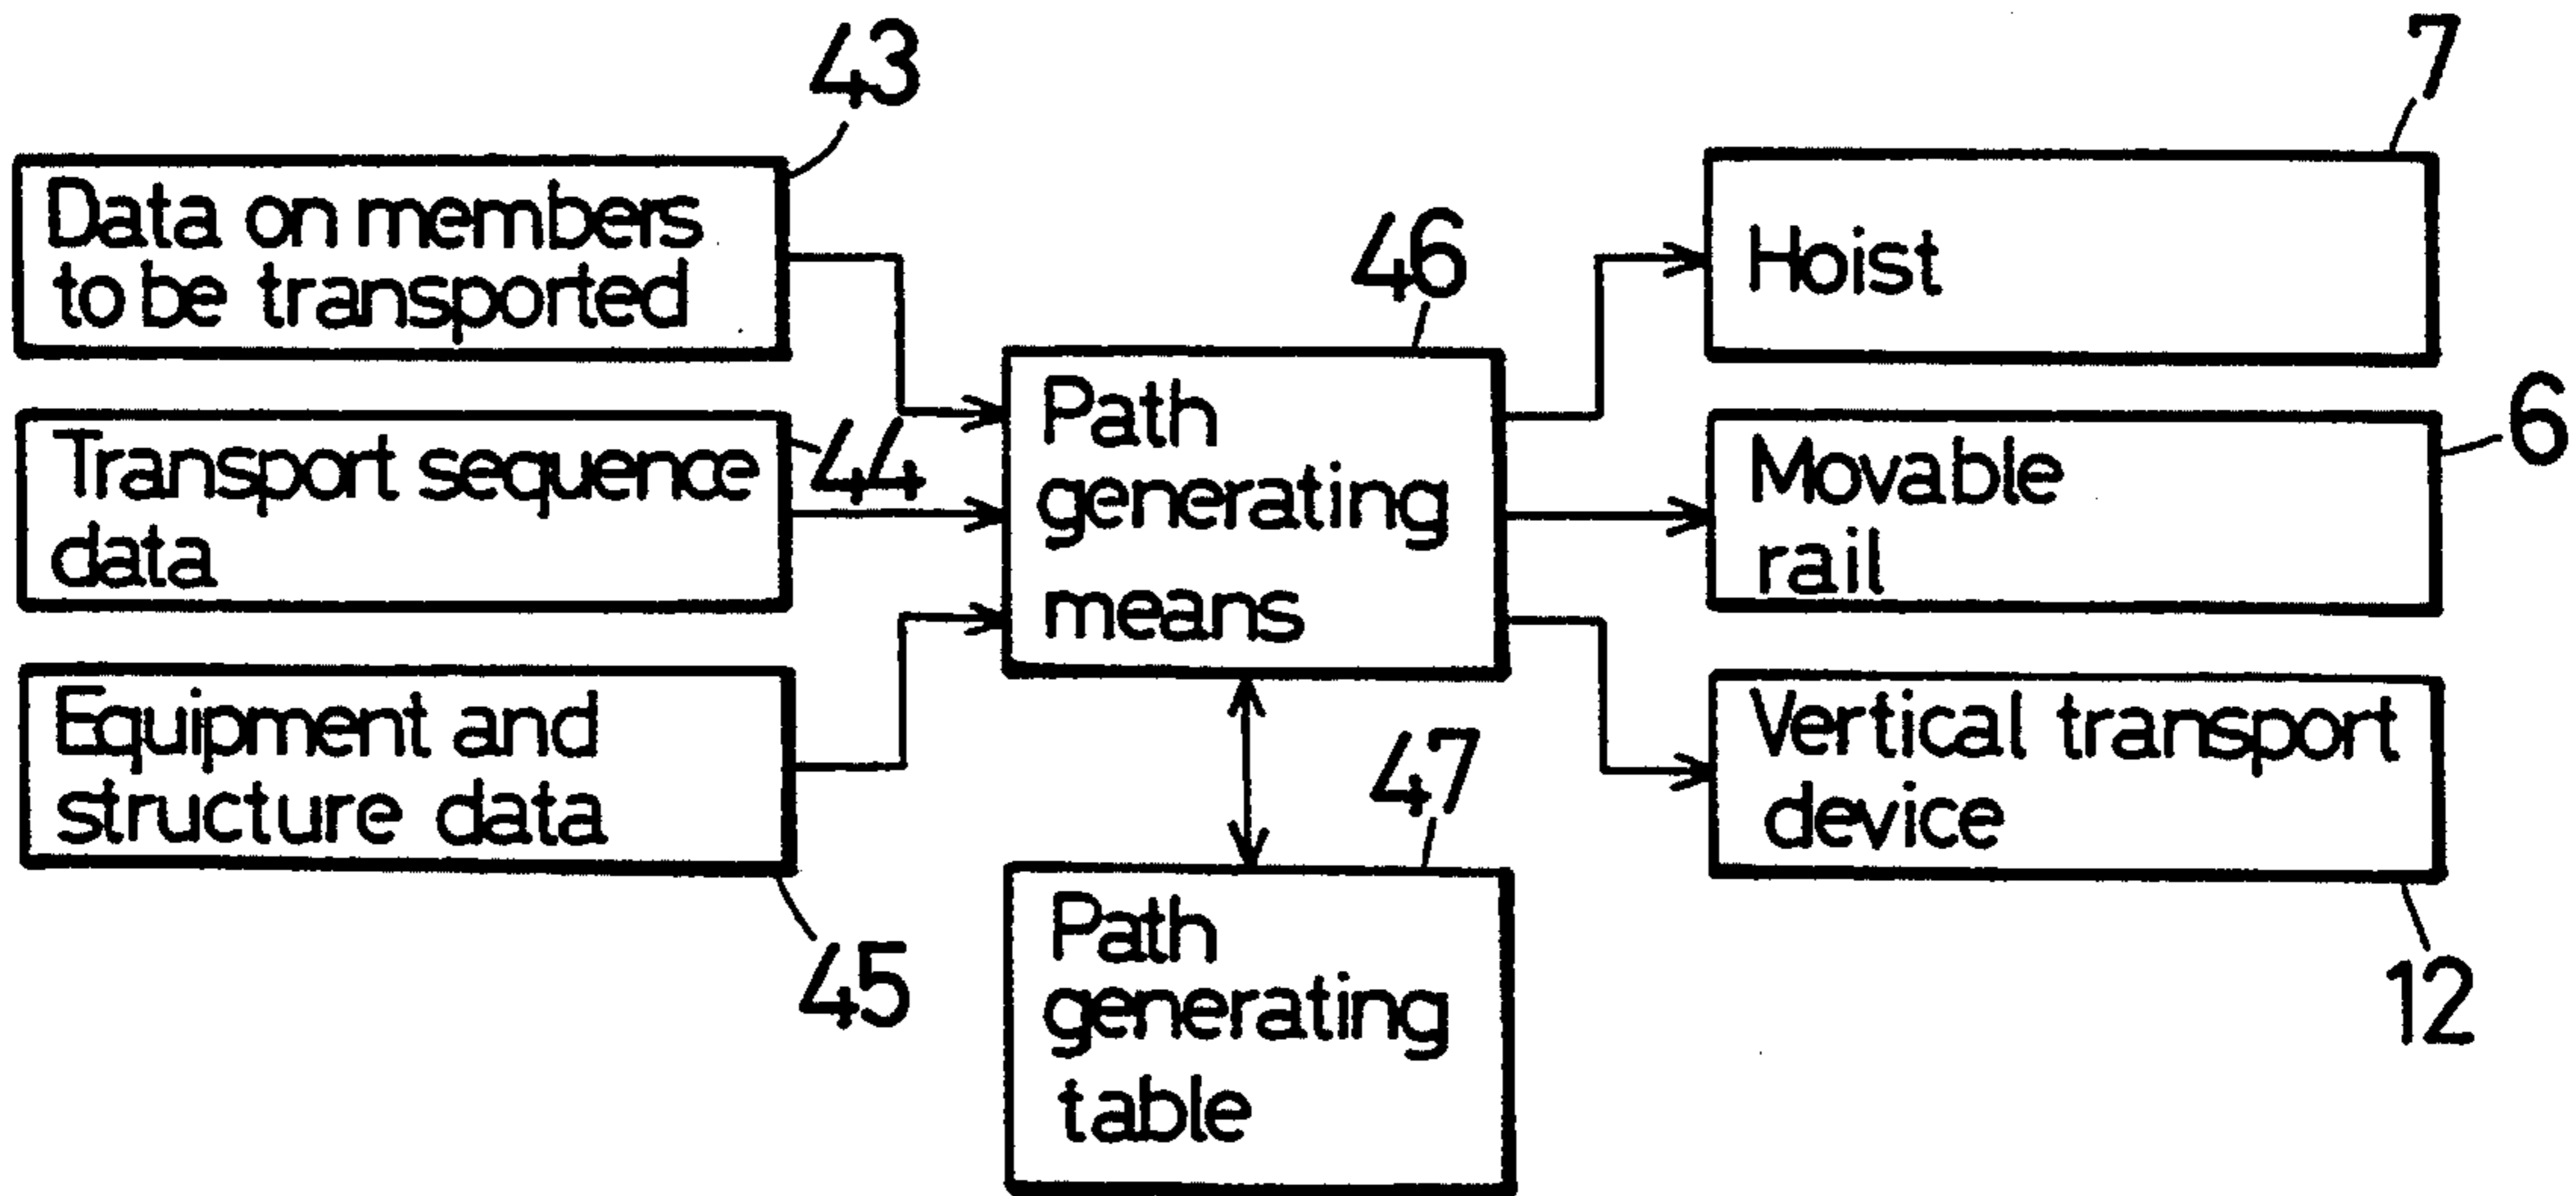 43
Data on members
to be transported
44
Transport sequence
data
Equipment and
structure data
45
46
Path
generating
means
47
Path
generating
table
7
Hoist
6
Movable
rail
Vertical transport
device
12